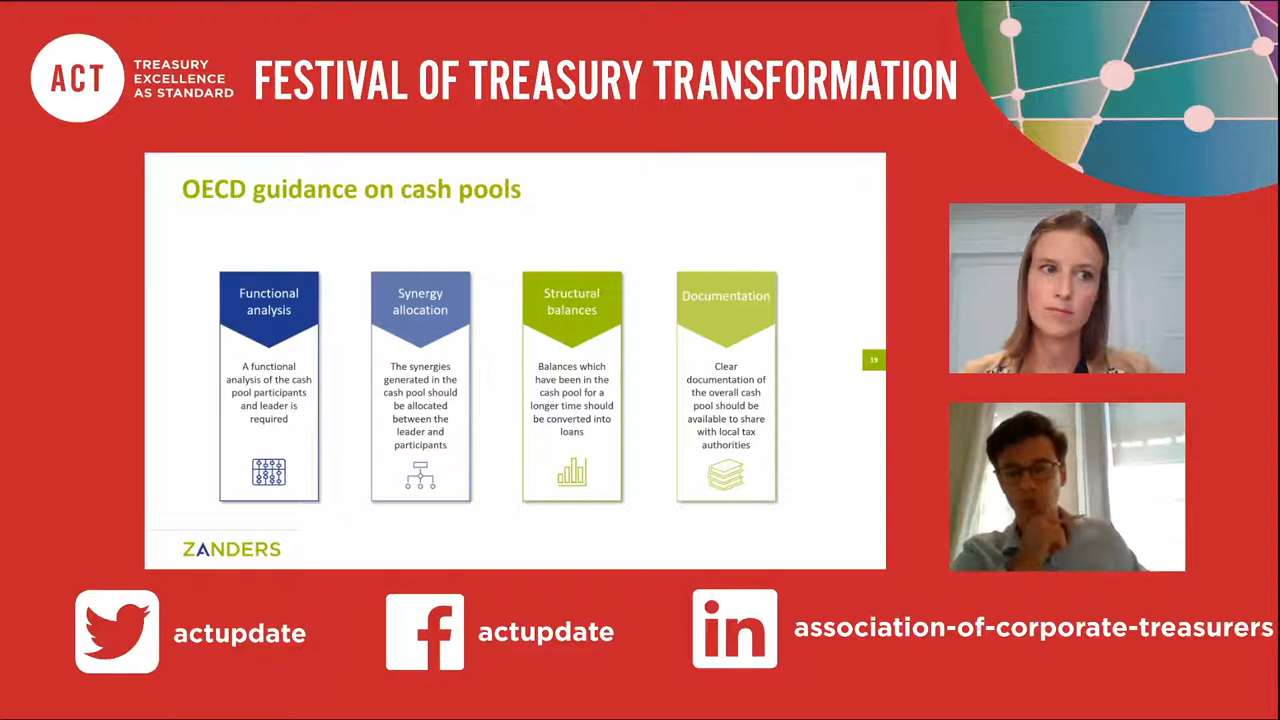 ACT
TREASURY
EXCELLENCE
AS STANDARD
FESTIVAL OF TREASURY TRANSFORMATION
OECD guidance on cash pools
Functional
analysis
A functional
analysis of the cash
pool participants
and leader is
required
Synergy
allocation
The synergies
generated in the
cash pool should
be allocated
between the
leader and
participants
Structural
balances
Balances which
have been in the
cash pool for a
longer time should
be converted into
loans
Documentation
Clear
documentation of
the overall cash
pool should be
available to share
with local tax
authorities
19
ZANDERS
actupdate
f actupdate
in association-of-corporate-treasurers